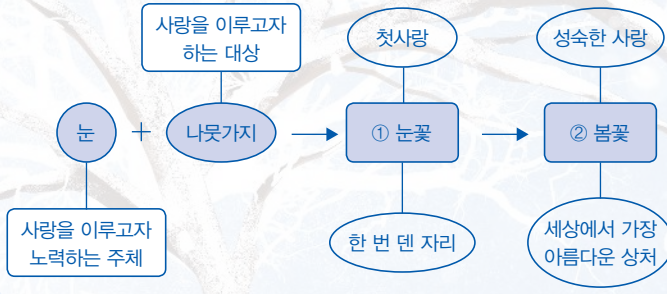 사랑을 이루고자
하는 대상
첫사랑
성숙한 사랑
눈
+
나뭇가지
① 눈꽃
② 봄꽃
사랑을 이루고자
노력하는 주체
한 번 덴 자리
세상에서 가장
아름다운 상처